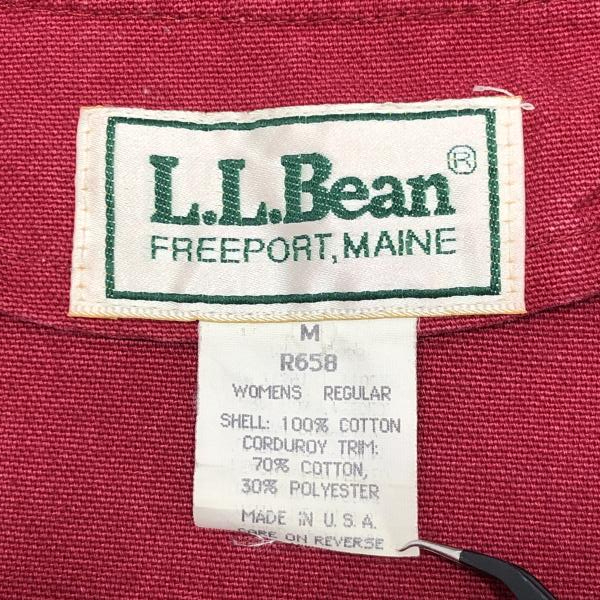 L.L.Bean®
FREEPORT, MAINE
M
R658
WOMENS REGULAR
SHELL: 100% COTTON
CORDUROY TRIM:
70% COTTON,
30% POLYESTER
MADE IN U.S.A.
CARE ON REVERSE